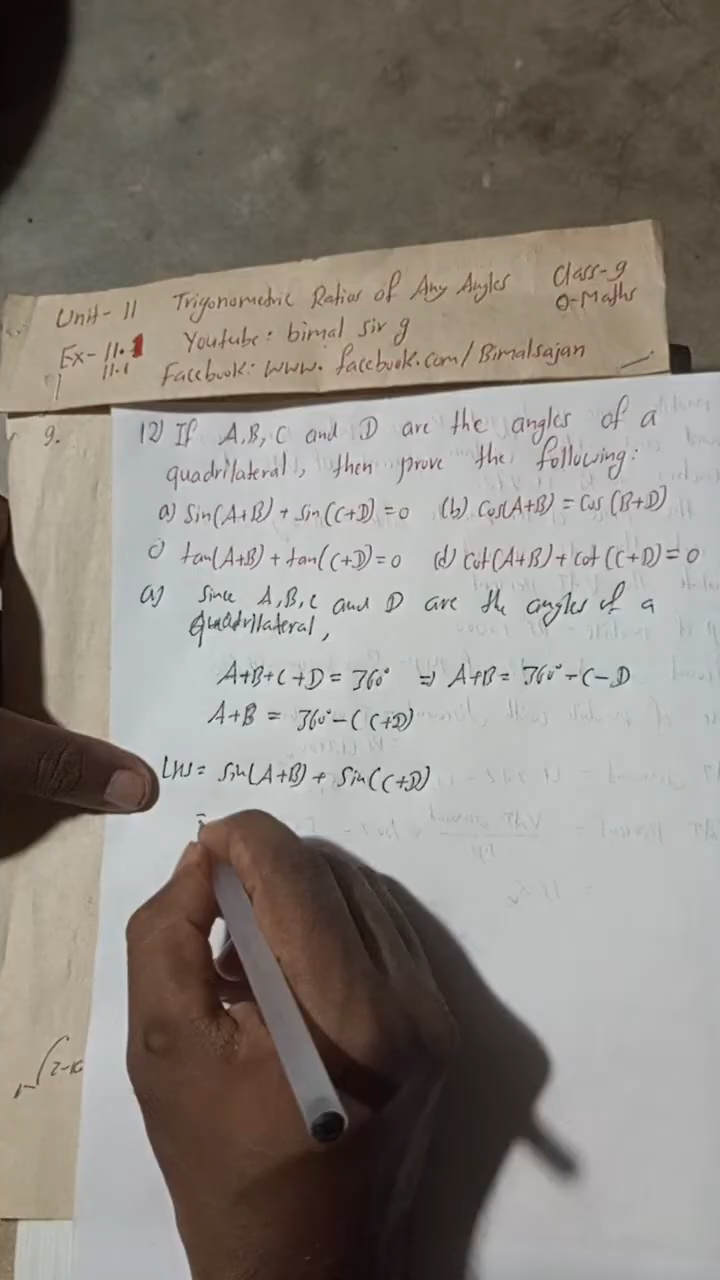 Unit- 11 Trigonometric Ratios of Any Angles Class-9
O-Maths
Ex- 11.1 Youtube: bimal sir g
11.1 Facebook: www. facebook.com/Bimalsajan
9.
12) If A,B,C and D are the angles of a
quadrilateral, then prove the following:
a) Sin(A+B) + Sin(C+D) = 0 (b) Cos(A+B) = Cos (B+D)
c) tan(A+B) + tan(C+D) = 0 (d) cot(A+B) + cot (C+D) = 0
a) Since A,B,C and D are the angles of a
Quadrilateral,
A+B+C+D = 360° ⇒ A+B = 360° - C - D
A+B = 360° - (C+D)
LHS = Sin(A+B) + Sin(C+D)